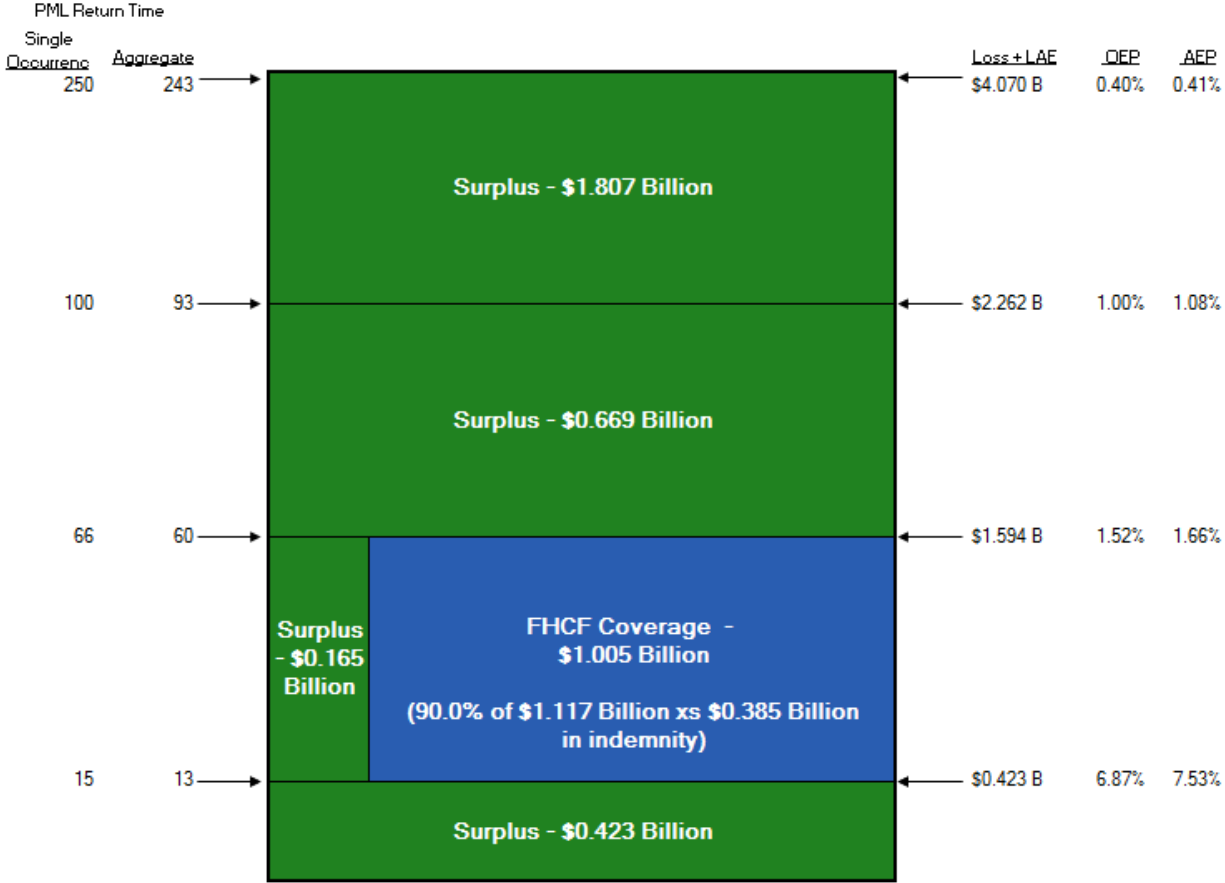 PML Return Time
Single
Occurrenc Aggregate Loss + LAE OEP AEP
250 243 $4.070 B 0.40% 0.41%
Surplus - $1.807 Billion
100 93 $2.262 B 1.00% 1.08%
Surplus - $0.669 Billion
66 60 $1.594 B 1.52% 1.66%
Surplus
- $0.165
Billion
FHCF Coverage -
$1.005 Billion
(90.0% of $1.117 Billion xs $0.385 Billion
in indemnity)
15 13 $0.423 B 6.87% 7.53%
Surplus - $0.423 Billion